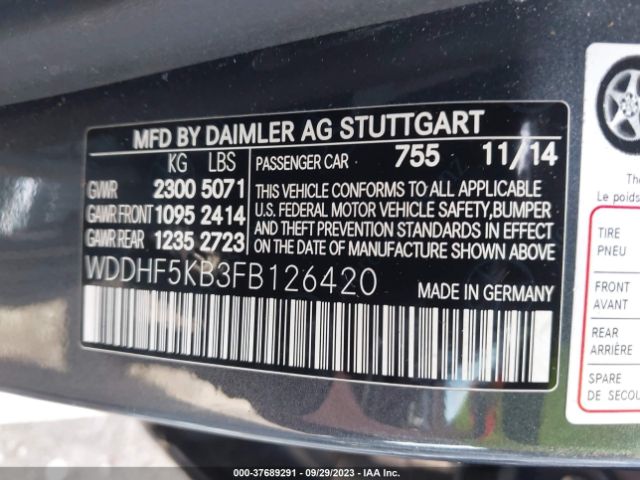 MFD BY DAIMLER AG STUTTGART
KG LBS
GVWR 2300 5071
GAWR FRONT 1095 2414
GAWR REAR 1235 2723
PASSENGER CAR 755 11/14
THIS VEHICLE CONFORMS TO ALL APPLICABLE
U.S. FEDERAL MOTOR VEHICLE SAFETY, BUMPER
AND THEFT PREVENTION STANDARDS IN EFFECT
ON THE DATE OF MANUFACTURE SHOWN ABOVE
WDDHF5KB3FB126420
MADE IN GERMANY
Le poids
TIRE
PNEU
FRONT
AVANT
REAR
ARRIÈRE
SPARE
DE SECOU
000-37689291 - 09/29/2023 - IAA Inc.